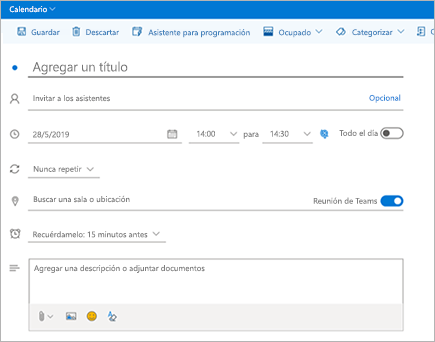 Calendario
Guardar Descartar Asistente para programación Ocupado Categorizar
Agregar un título
Invitar a los asistentes Opcional
28/5/2019 14:00 para 14:30 Todo el día
Nunca repetir
Buscar una sala o ubicación Reunión de Teams
Recuérdamelo: 15 minutos antes
Agregar una descripción o adjuntar documentos